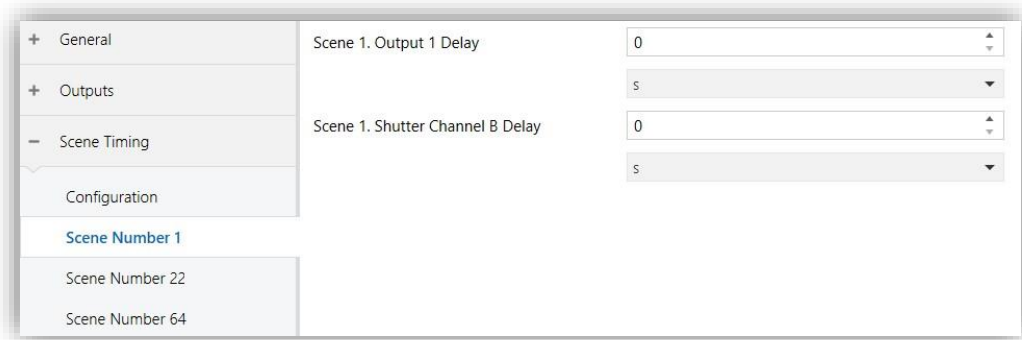 + General
+ Outputs
− Scene Timing
Configuration
Scene Number 1
Scene Number 22
Scene Number 64
Scene 1. Output 1 Delay
0
s
Scene 1. Shutter Channel B Delay
0
s